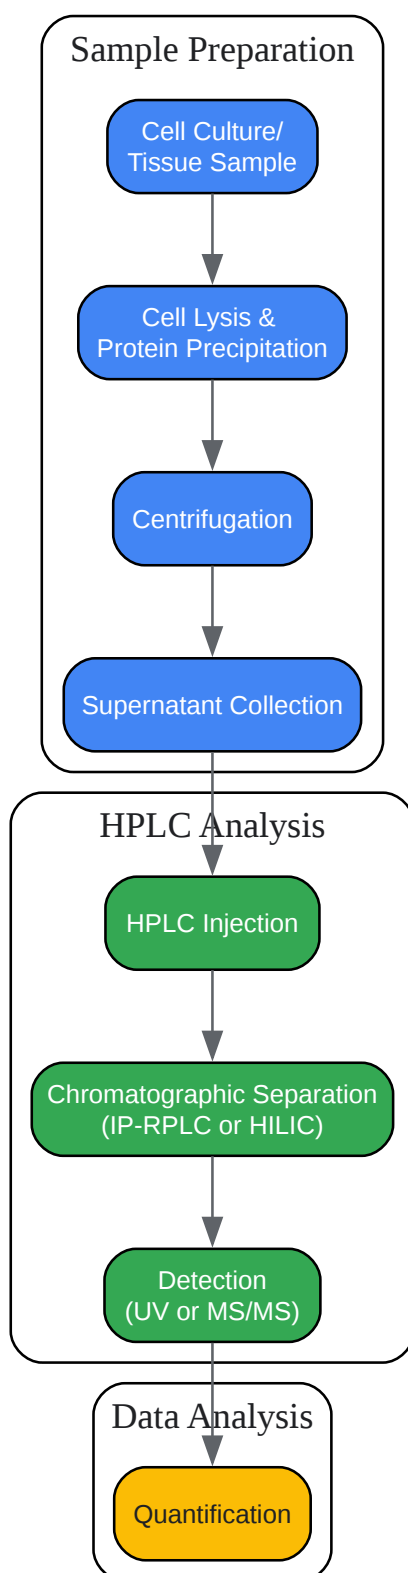 Sample Preparation
Cell Culture/
Tissue Sample
Cell Lysis &
Protein Precipitation
Centrifugation
Supernatant Collection
HPLC Analysis
HPLC Injection
Chromatographic Separation
(IP-RPLC or HILIC)
Detection
(UV or MS/MS)
Data Analysis
Quantification